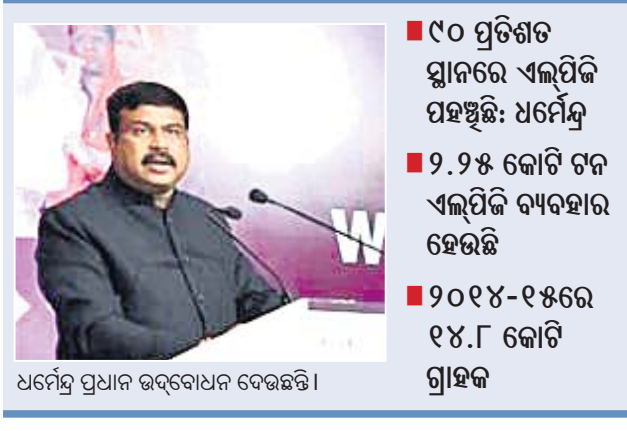 ■ ୯୦ ପ୍ରତିଶତ
ସ୍ଥାନରେ ଏଲ୍‌ପିଜି
ପହଞ୍ଚିଛି: ଧର୍ମେନ୍ଦ୍ର
■ ୨.୨୫ କୋଟି ଟନ
ଏଲ୍‌ପିଜି ବ୍ୟବହାର
ହେଉଛି
■ ୨୦୧୪-୧୫ରେ
୧୪.୮ କୋଟି
ଗ୍ରାହକ
W
ଧର୍ମେନ୍ଦ୍ର ପ୍ରଧାନ ଉଦ୍‌ବୋଧନ ଦେଉଛନ୍ତି।